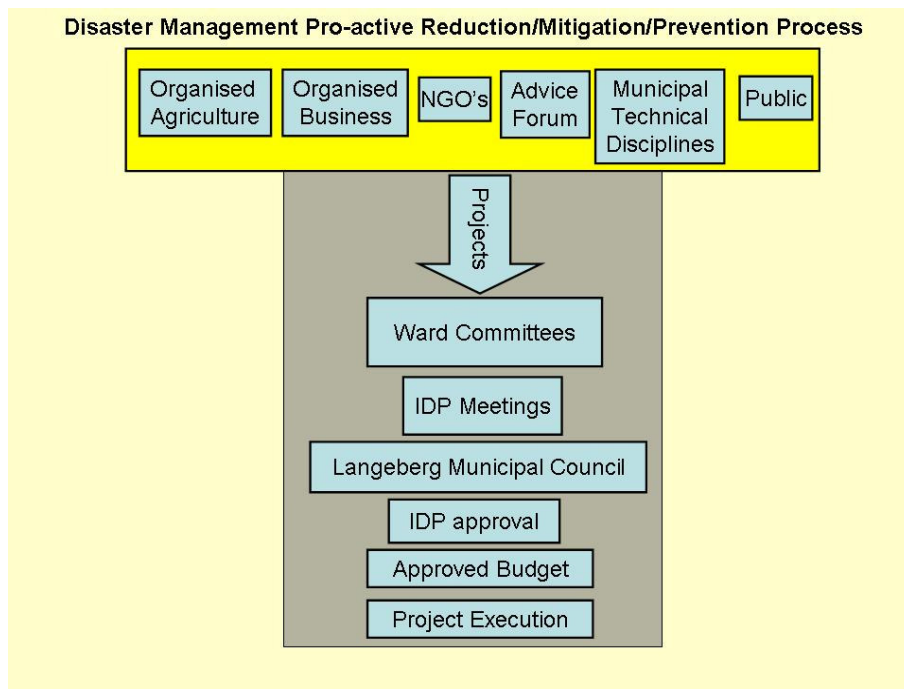 Disaster Management Pro-active Reduction/Mitigation/Prevention Process
Organised
Agriculture
Organised
Business
NGO's
Advice
Forum
Municipal
Technical
Disciplines
Public
Projects
Ward Committees
IDP Meetings
Langeberg Municipal Council
IDP approval
Approved Budget
Project Execution